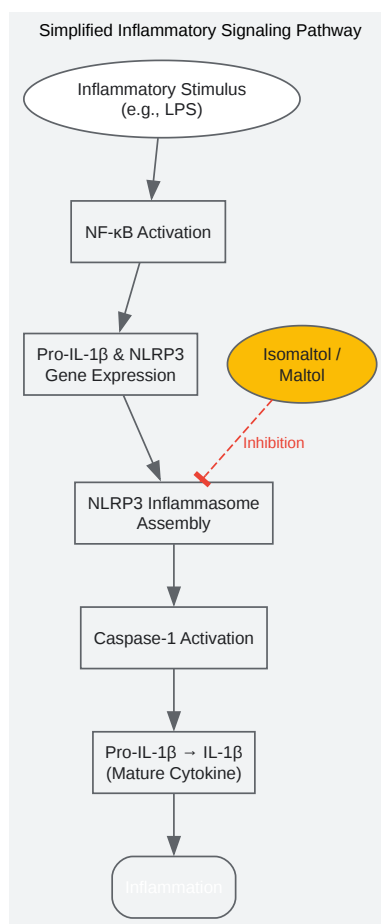 Simplified Inflammatory Signaling Pathway
Inflammatory Stimulus
(e.g., LPS)
NF-κB Activation
Pro-IL-1β & NLRP3
Gene Expression
Isomaltol /
Maltol
Inhibition
NLRP3 Inflammasome
Assembly
Caspase-1 Activation
Pro-IL-1β → IL-1β
(Mature Cytokine)
Inflammation